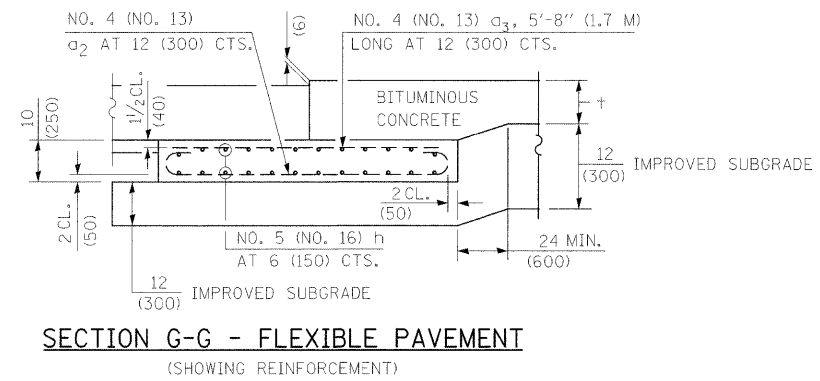 NO. 4 (NO. 13)
a2 AT 12 (300) CTS.
(6)
NO. 4 (NO. 13) a3, 5'-8" (1.7 M)
LONG AT 12 (300) CTS.
BITUMINOUS
CONCRETE
t
10
(250)
1 1/2 CL.
(40)
12
(300)
IMPROVED SUBGRADE
2 CL.
(50)
2 CL.
(50)
NO. 5 (NO. 16) h
AT 6 (150) CTS.
24 MIN.
(600)
12
(300)
IMPROVED SUBGRADE
SECTION G-G - FLEXIBLE PAVEMENT
(SHOWING REINFORCEMENT)